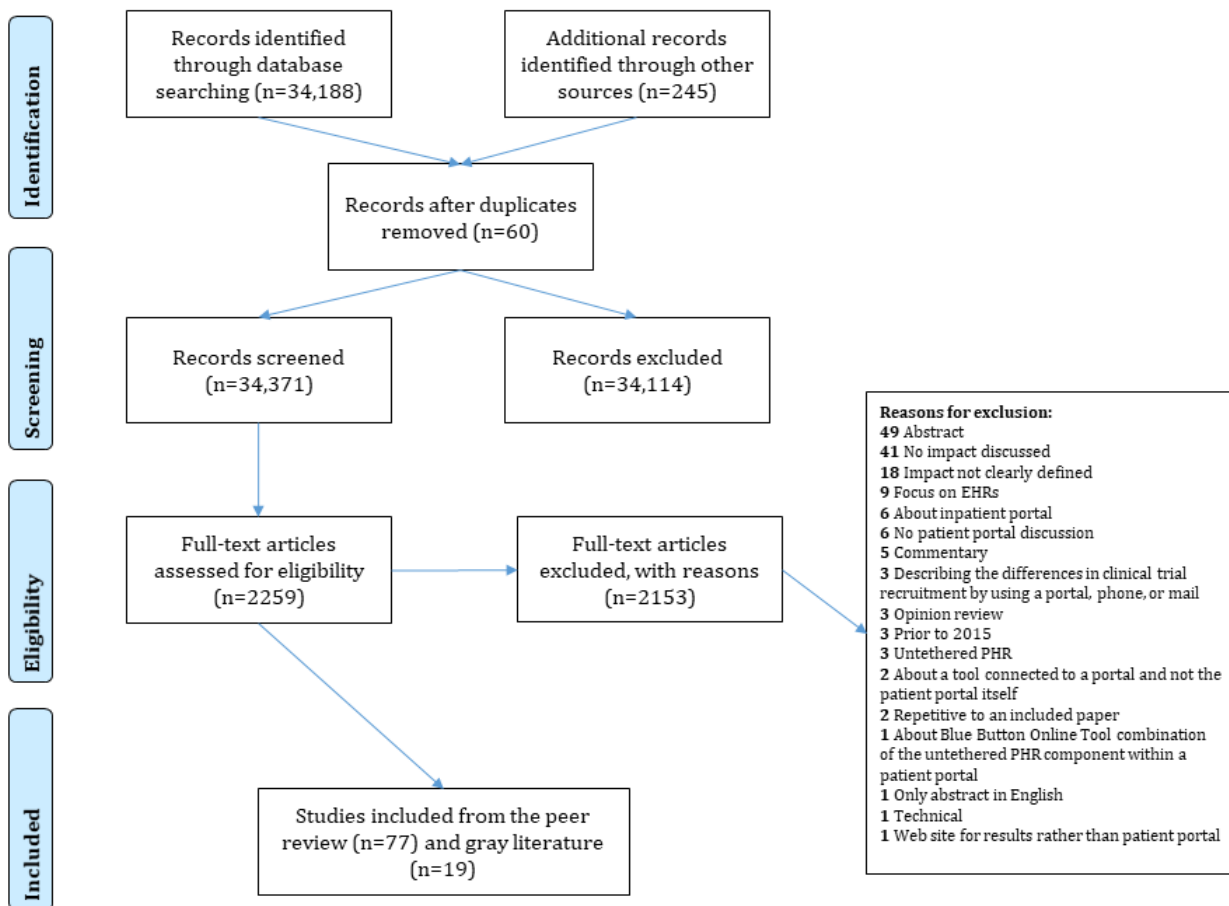 Identification
Records identified
through database
searching (n=34,188)
Additional records
identified through other
sources (n=245)
Records after duplicates
removed (n=60)
Screening
Records screened
(n=34,371)
Records excluded
(n=34,114)
Eligibility
Full-text articles
assessed for eligibility
(n=2259)
Full-text articles
excluded, with reasons
(n=2153)
Reasons for exclusion:
49 Abstract
41 No impact discussed
18 Impact not clearly defined
9 Focus on EHRs
6 About inpatient portal
6 No patient portal discussion
5 Commentary
3 Describing the differences in clinical trial
recruitment by using a portal, phone, or mail
3 Opinion review
3 Prior to 2015
3 Untethered PHR
2 About a tool connected to a portal and not the
patient portal itself
2 Repetitive to an included paper
1 About Blue Button Online Tool combination
of the untethered PHR component within a
patient portal
1 Only abstract in English
1 Technical
1 Web site for results rather than patient portal
Included
Studies included from the peer
review (n=77) and gray literature
(n=19)